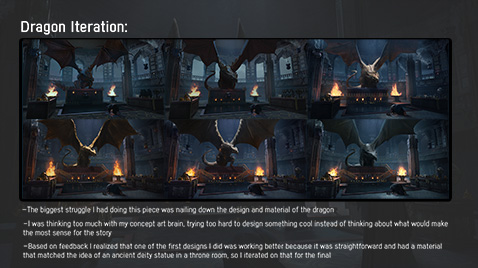 Dragon Iteration:
-The biggest struggle I had doing this piece was nailing down the design and material of the dragon
-I was thinking too much with my concept art brain, trying too hard to design something cool instead of thinking about what would make
the most sense for the story
-Based on feedback I realized that one of the first designs I did was working better because it was straightforward and had a material
that matched the idea of an ancient deity statue in a throne room, so I iterated on that for the final